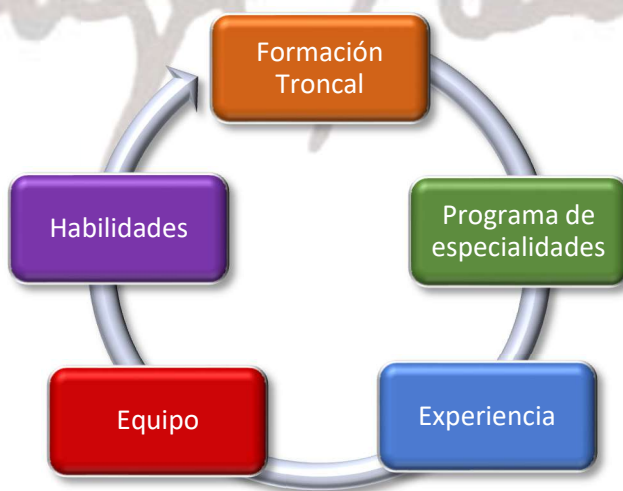 Formación
Troncal
Programa de
especialidades
Experiencia
Equipo
Habilidades